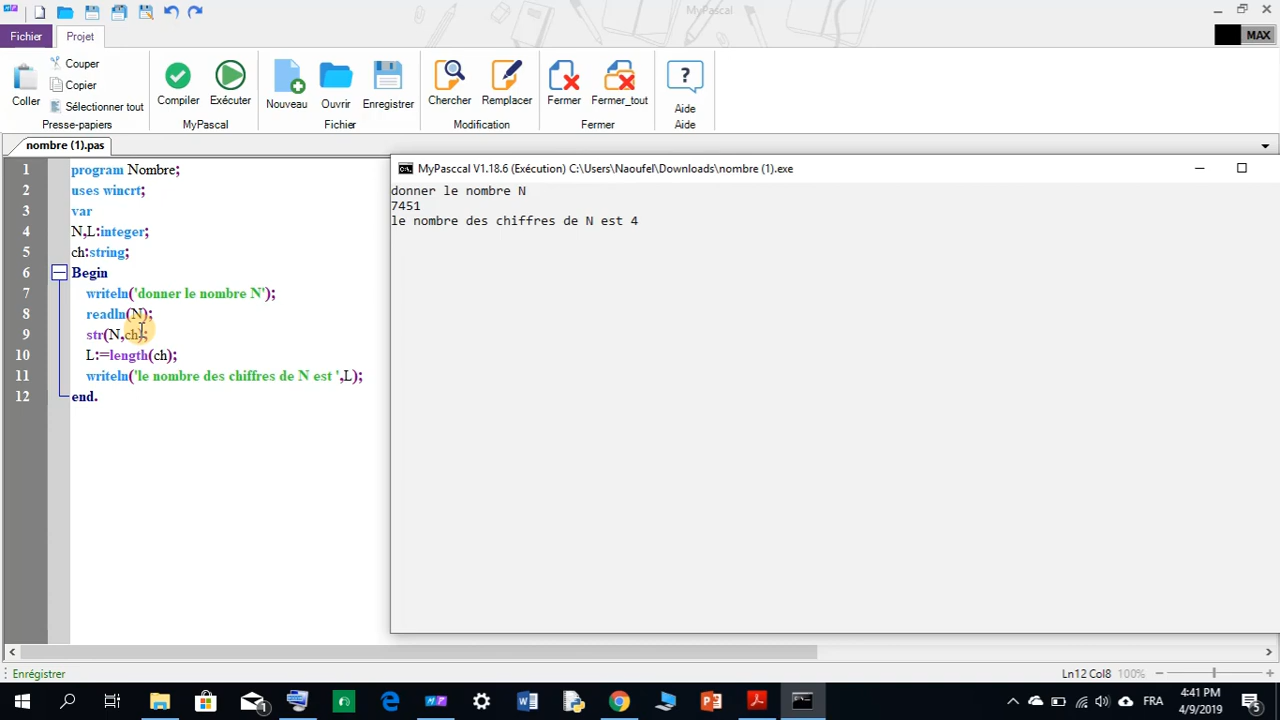 MyPascal
Fichier Projet MAX
Coller
Couper
Copier
Sélectionner tout
Presse-papiers
Compiler Exécuter
MyPascal
Nouveau Ouvrir Enregistrer
Fichier
Chercher Remplacer
Modification
Fermer Fermer_tout
Fermer
Aide
Aide
nombre (1).pas
1 program Nombre;
2 uses wincrt;
3 var
4 N,L:integer;
5 ch:string;
6 Begin
7 writeln('donner le nombre N');
8 readln(N);
9 str(N,ch);
10 L:=length(ch);
11 writeln('le nombre des chiffres de N est ',L);
12 end.
MyPasccal V1.18.6 (Exécution) C:\Users\Naoufel\Downloads\nombre (1).exe
donner le nombre N
7451
le nombre des chiffres de N est 4
: Enrégistrer Ln12 Col8 100%
FRA
4:41 PM
4/9/2019